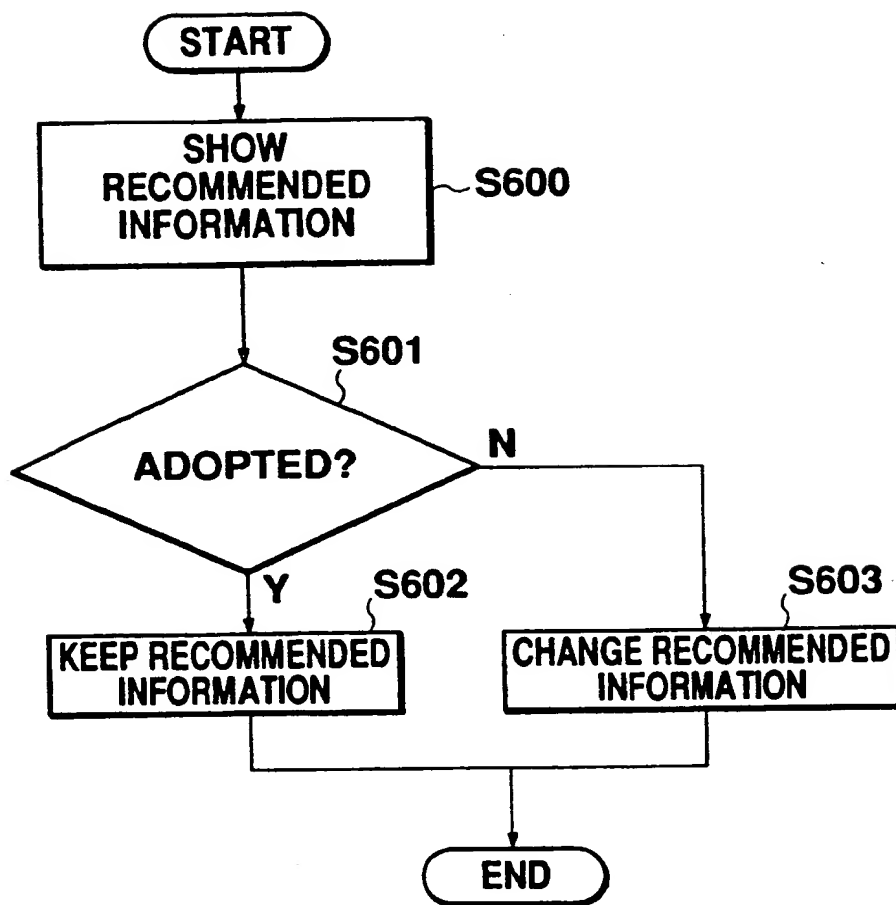 START
SHOW
RECOMMENDED
INFORMATION
S600
S601
ADOPTED?
N
Y
S602
S603
KEEP RECOMMENDED
INFORMATION
CHANGE RECOMMENDED
INFORMATION
END